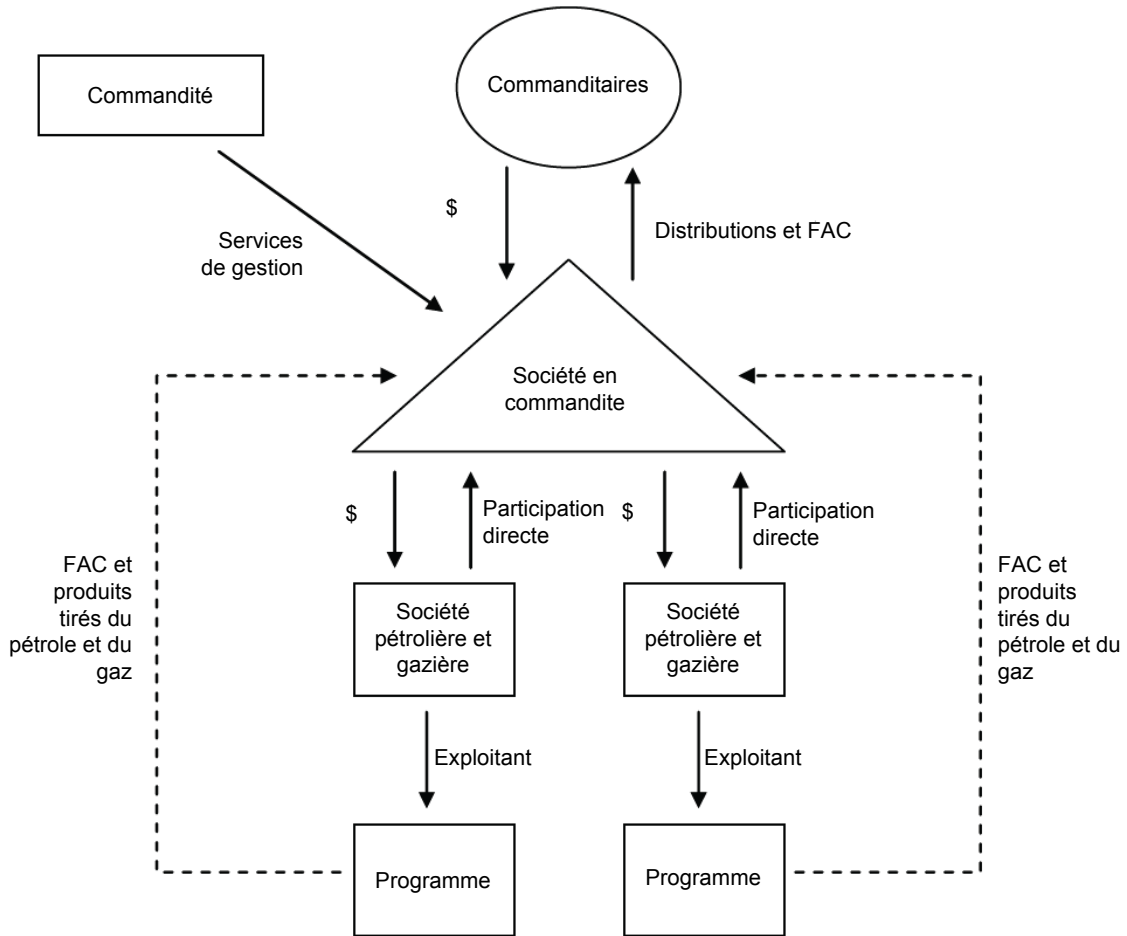 Commandité
Commanditaires
$
Distributions et FAC
Services
de gestion
Société en
commandite
$
Participation
directe
$
Participation
directe
FAC et
produits
tirés du
pétrole et du
gaz
Société
pétrolière et
gazière
Société
pétrolière et
gazière
FAC et
produits
tirés du
pétrole et du
gaz
Exploitant
Exploitant
Programme
Programme